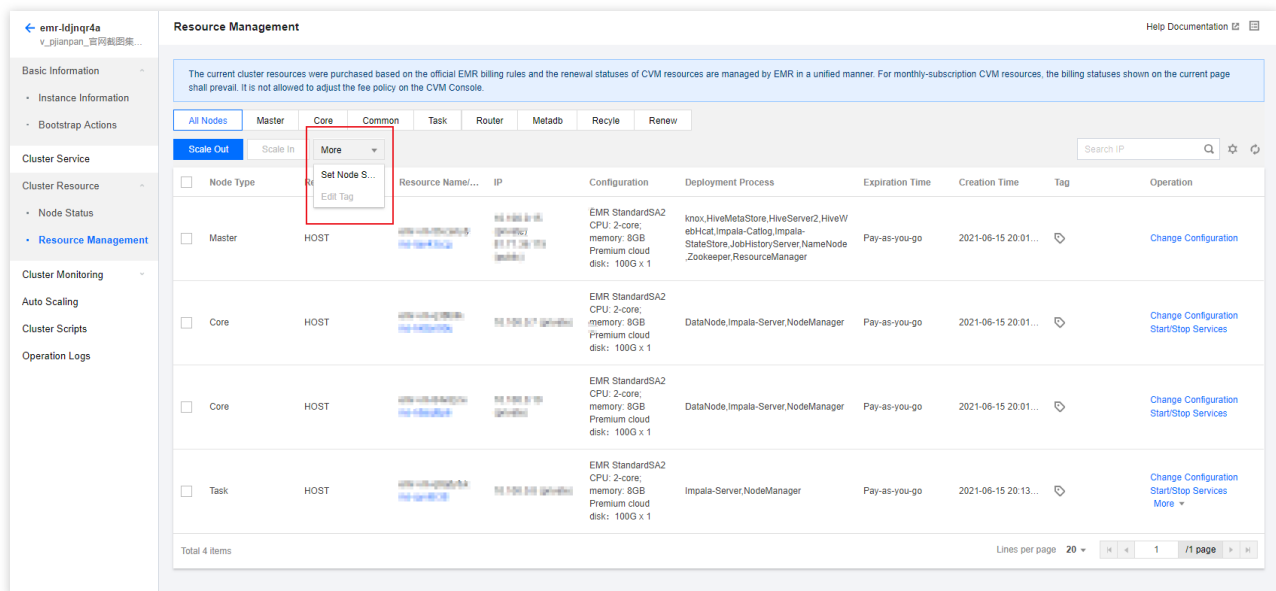 emr-ldjnqr4a
v_pjianpan_官网截图集...
Resource Management
Help Documentation
Basic Information
Instance Information
Bootstrap Actions
Cluster Service
Cluster Resource
Node Status
Resource Management
Cluster Monitoring
Auto Scaling
Cluster Scripts
Operation Logs
The current cluster resources were purchased based on the official EMR billing rules and the renewal statuses of CVM resources are managed by EMR in a unified manner. For monthly-subscription CVM resources, the billing statuses shown on the current page
shall prevail. It is not allowed to adjust the fee policy on the CVM Console.
All Nodes Master Core Common Task Router Metadb Recyle Renew
Scale Out Scale In More Search IP
Set Node S...
Edit Tag
Node Type Resource Name/... IP Configuration Deployment Process Expiration Time Creation Time Tag Operation
Master HOST
EMR StandardSA2
CPU: 2-core;
memory: 8GB
Premium cloud
disk: 100G x 1
knox,HiveMetaStore,HiveServer2,HiveW
ebHcat,Impala-Catlog,Impala-
StateStore,JobHistoryServer,NameNode
,Zookeeper,ResourceManager
Pay-as-you-go 2021-06-15 20:01... Change Configuration
Core HOST
EMR StandardSA2
CPU: 2-core;
memory: 8GB
Premium cloud
disk: 100G x 1
DataNode,Impala-Server,NodeManager Pay-as-you-go 2021-06-15 20:01...
Change Configuration
Start/Stop Services
Core HOST
EMR StandardSA2
CPU: 2-core;
memory: 8GB
Premium cloud
disk: 100G x 1
DataNode,Impala-Server,NodeManager Pay-as-you-go 2021-06-15 20:01...
Change Configuration
Start/Stop Services
Task HOST
EMR StandardSA2
CPU: 2-core;
memory: 8GB
Premium cloud
disk: 100G x 1
Impala-Server,NodeManager Pay-as-you-go 2021-06-15 20:13...
Change Configuration
Start/Stop Services
More
Total 4 items Lines per page 20 1 /1 page